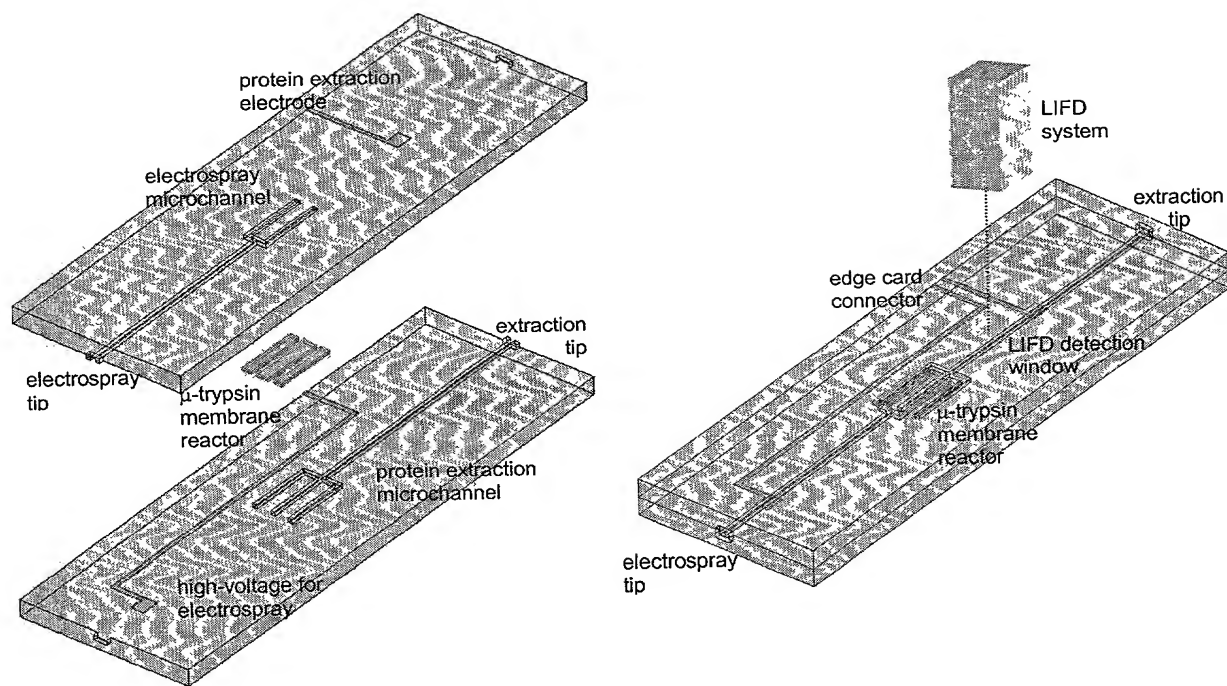 protein extraction
electrode
electrospray
microchannel
electrospray
tip
μ-trypsin
membrane
reactor
extraction
tip
protein extraction
microchannel
high-voltage for
electrospray
LIFD
system
extraction
tip
edge card
connector
LIFD detection
window
μ-trypsin
membrane
reactor
electrospray
tip